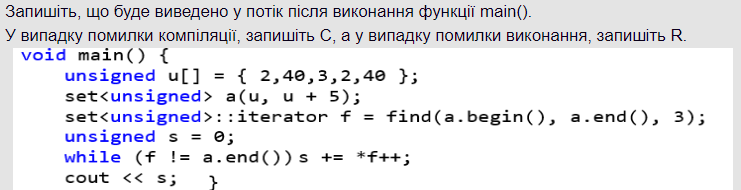 Запишіть, що буде виведено у потік після виконання функції main().
У випадку помилки компіляції, запишіть C, а у випадку помилки виконання, запишіть R.
void main() {
unsigned u[] = { 2,40,3,2,40 };
set<unsigned> a(u, u + 5);
set<unsigned>::iterator f = find(a.begin(), a.end(), 3);
unsigned s = 0;
while (f != a.end()) s += *f++;
cout << s; }